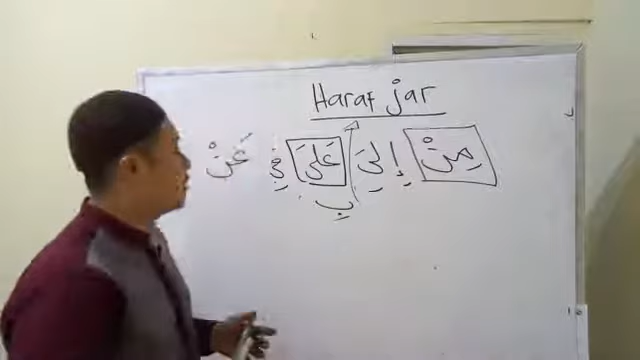 Haraf jar
مِنْ إِلَىَ عَلَىَ فِيْ عَنْ
بِ